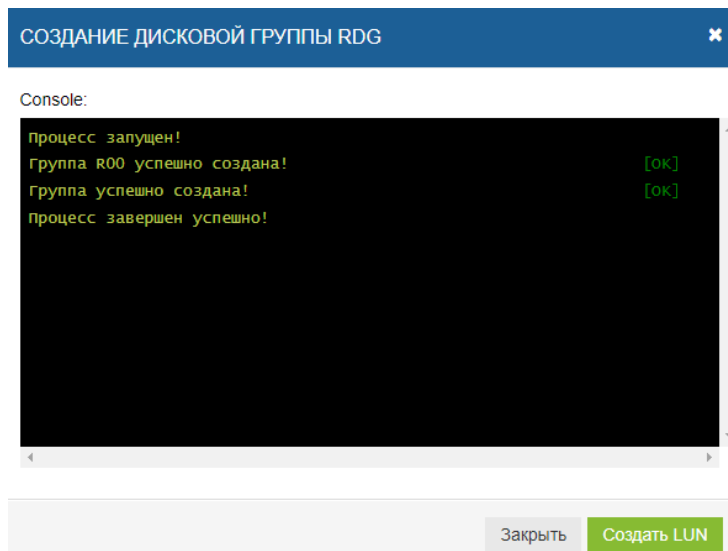 СОЗДАНИЕ ДИСКОВОЙ ГРУППЫ RDG
Console:
Процесс запущен!
Группа R00 успешно создана! [OK]
Группа успешно создана! [OK]
Процесс завершен успешно!
Закрыть Создать LUN